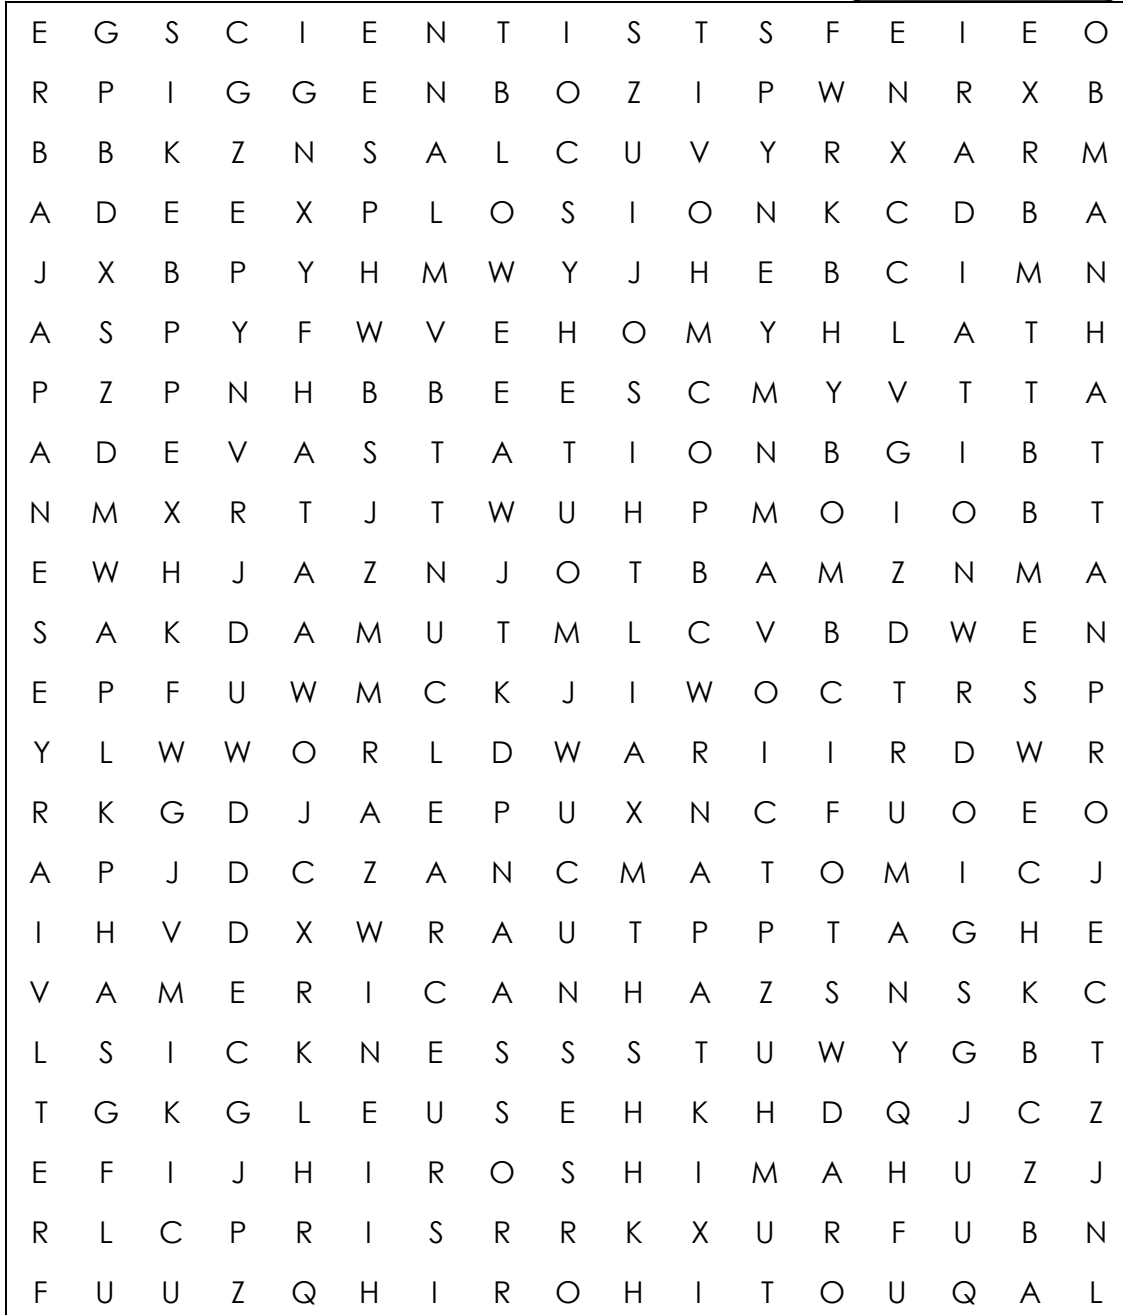 E G S C I E N T I S T S F E I E O
R P I G G E N B O Z I P W N R X B
B B K Z N S A L C U V Y R X A R M
A D E E X P L O S I O N K C D B A
J X B P Y H M W Y J H E B C I M N
A S P Y F W V E H O M Y H L A T H
P Z P N H B B E E S C M Y V T T A
A D E V A S T A T I O N B G I B T
N M X R T J T W U H P M O I O B T
E W H J A Z N J O T B A M Z N M A
S A K D A M U T M L C V B D W E N
E P F U W M C K J I W O C T R S P
Y L W W O R L D W A R I I R D W R
R K G D J A E P U X N C F U O E O
A P J D C Z A N C M A T O M I C J
I H V D X W R A U T P P T A G H E
V A M E R I C A N H A Z S N S K C
L S I C K N E S S S T U W Y G B T
T G K G L E U S E H K H D Q J C Z
E F I J H I R O S H I M A H U Z J
R L C P R I S R R K X U R F U B N
F U U Z Q H I R O H I T O U Q A L